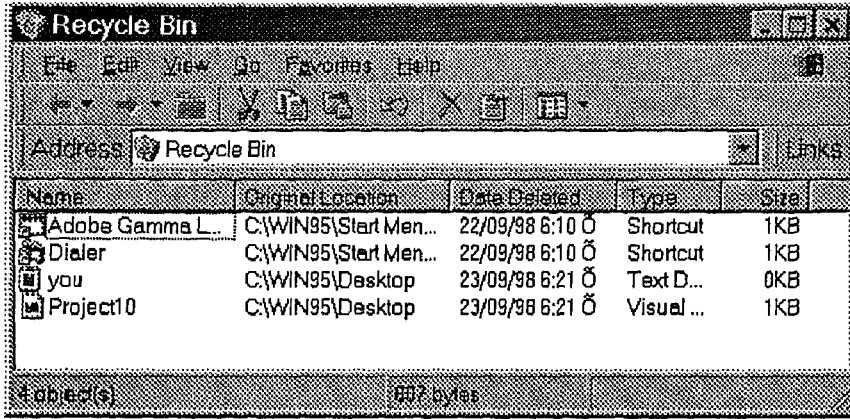 Recycle Bin
File Edit View Go Favorites Help
Address Recycle Bin Links
Name Original Location Date Deleted Type Size
Adobe Gamma L... C:\WIN95\Start Men... 22/09/98 6:10 Õ Shortcut 1KB
Dialer C:\WIN95\Start Men... 22/09/98 6:10 Õ Shortcut 1KB
you C:\WIN95\Desktop 23/09/98 6:21 Õ Text D... 0KB
Project10 C:\WIN95\Desktop 23/09/98 6:21 Õ Visual ... 1KB
4 object(s) bytes